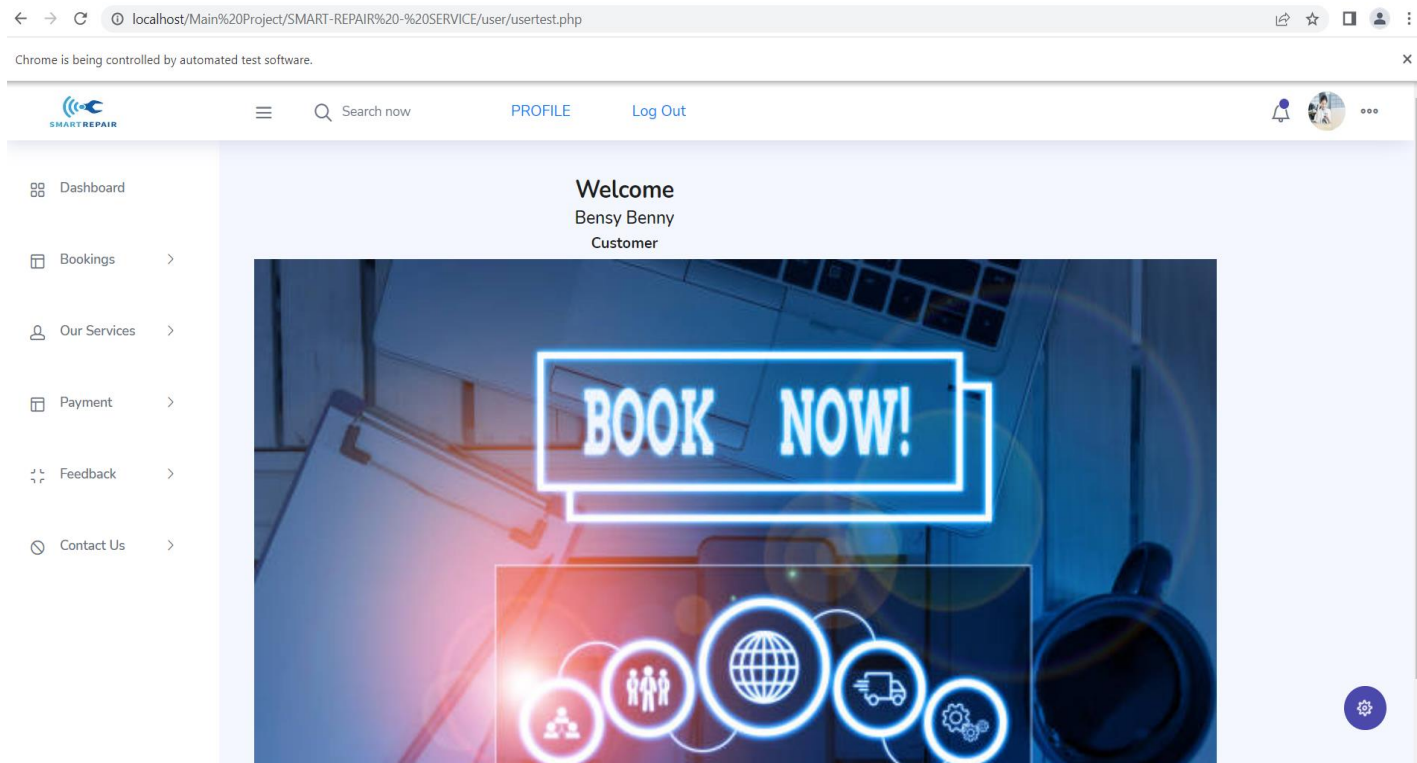 localhost/Main%20Project/SMART-REPAIR%20-%20SERVICE/user/usertest.php
Chrome is being controlled by automated test software.
SMARTREPAIR
Search now
PROFILE
Log Out
Dashboard
Bookings
Our Services
Payment
Feedback
Contact Us
Welcome
Bensy Benny
Customer
BOOK NOW!